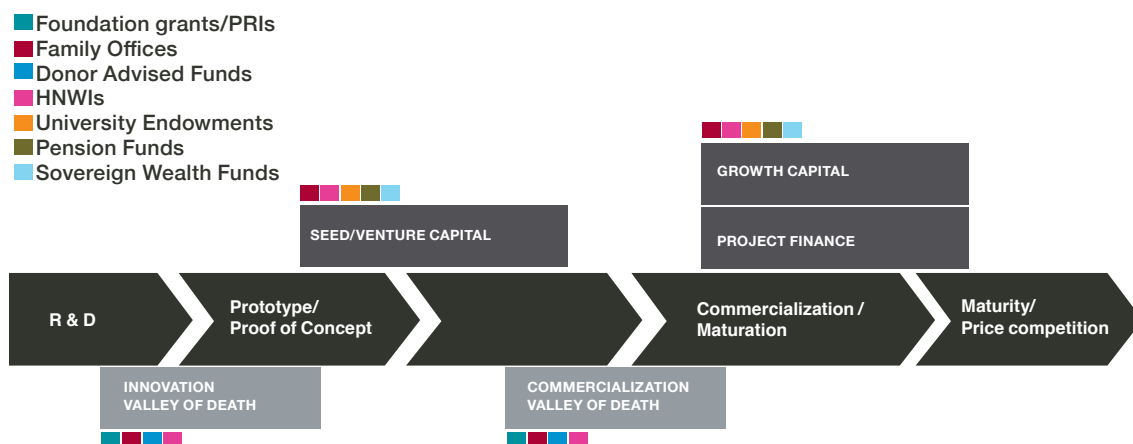 Foundation grants/PRIs
Family Offices
Donor Advised Funds
HNWIs
University Endowments
Pension Funds
Sovereign Wealth Funds
GROWTH CAPITAL
SEED/VENTURE CAPITAL
PROJECT FINANCE
R & D
Prototype/
Proof of Concept
Commercialization /
Maturation
Maturity/
Price competition
INNOVATION
VALLEY OF DEATH
COMMERCIALIZATION
VALLEY OF DEATH